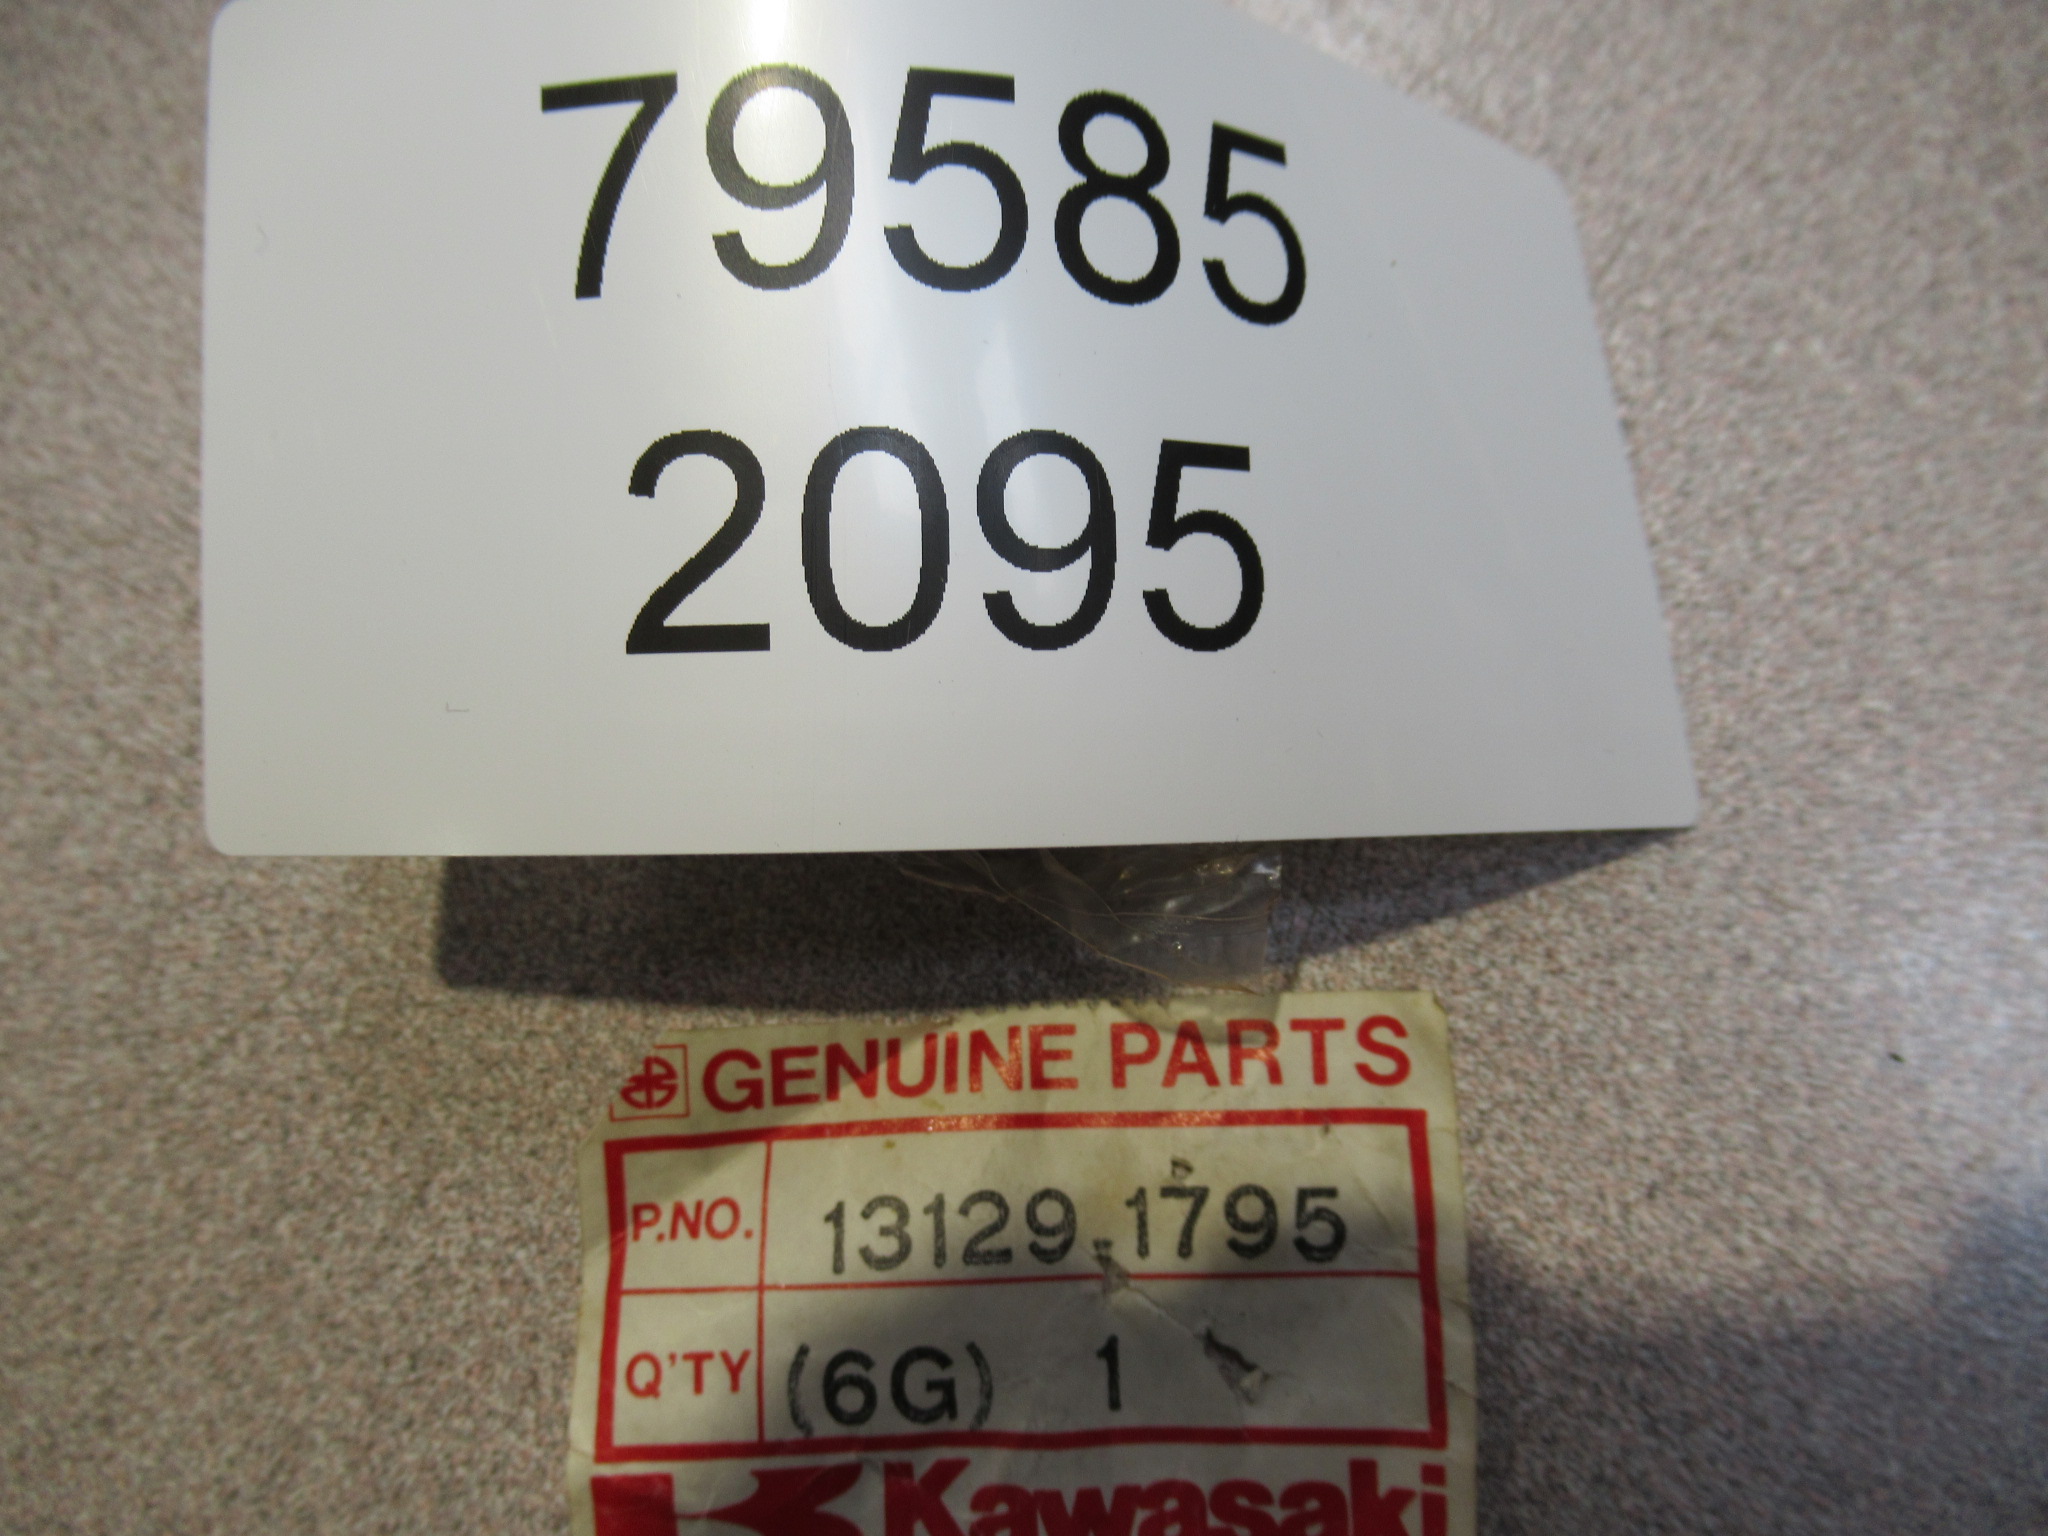 79585
2095
GENUINE PARTS
P.NO. 13129-1795
Q'TY (6G) 1
Kawasaki